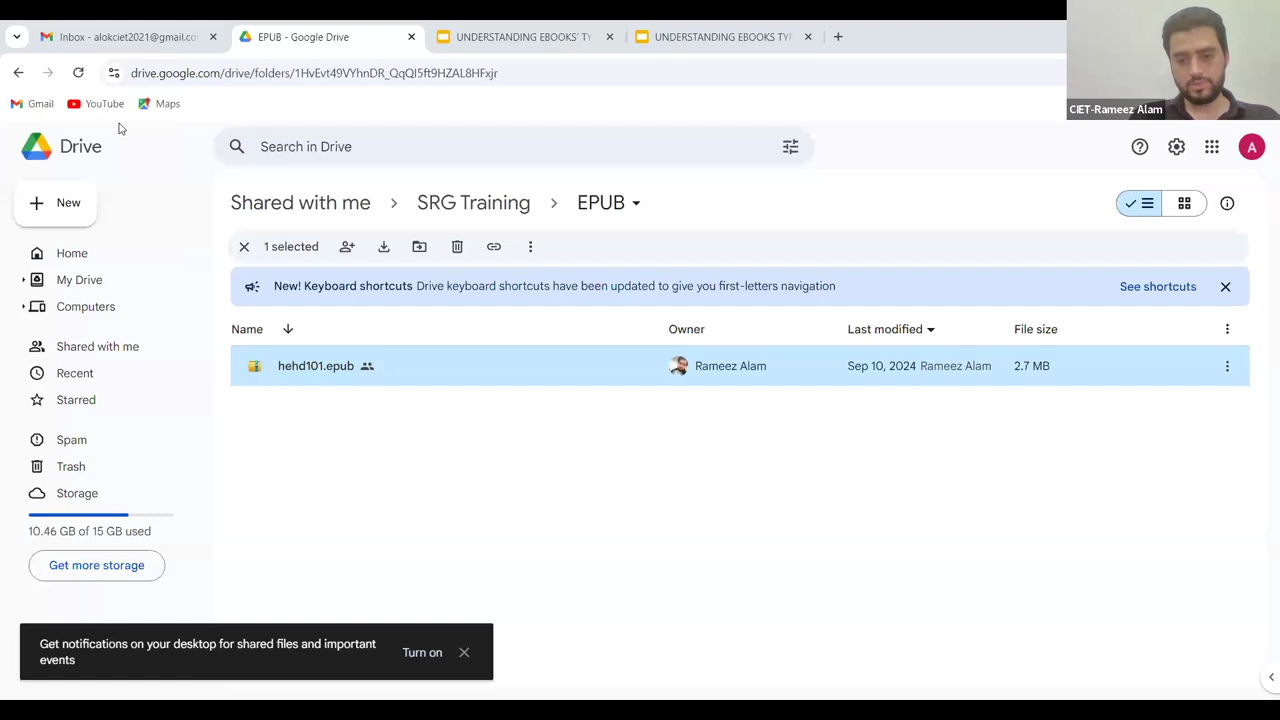 Inbox - alokciet2021@gmail.co
EPUB - Google Drive
UNDERSTANDING EBOOKS' TY
UNDERSTANDING EBOOKS TYP
drive.google.com/drive/folders/1HvEvt49VYhnDR_QqQl5ft9HZAL8HFxjr
Gmail
YouTube
Maps
CIET-Rameez Alam
Drive
Search in Drive
A
New
Shared with me
SRG Training
EPUB
1 selected
Home
My Drive
Computers
Shared with me
Recent
Starred
Spam
Trash
Storage
10.46 GB of 15 GB used
Get more storage
New! Keyboard shortcuts Drive keyboard shortcuts have been updated to give you first-letters navigation
See shortcuts
Name Owner Last modified File size
hehd101.epub Rameez Alam Sep 10, 2024 Rameez Alam 2.7 MB
Get notifications on your desktop for shared files and important
events
Turn on